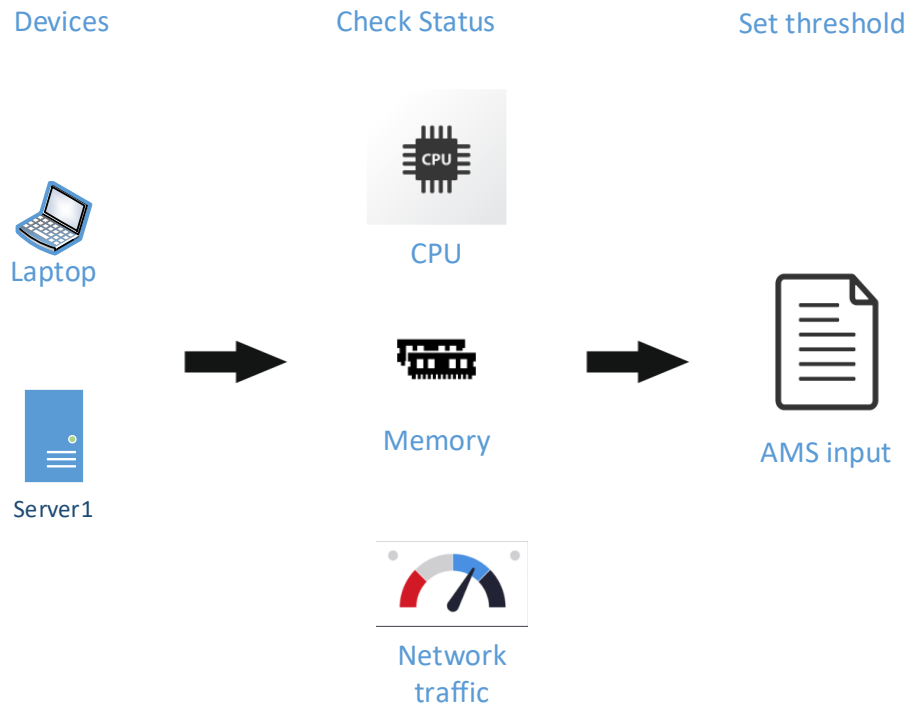 Devices
Check Status
Set threshold
CPU
CPU
Laptop
Memory
AMS input
Server1
Network
traffic